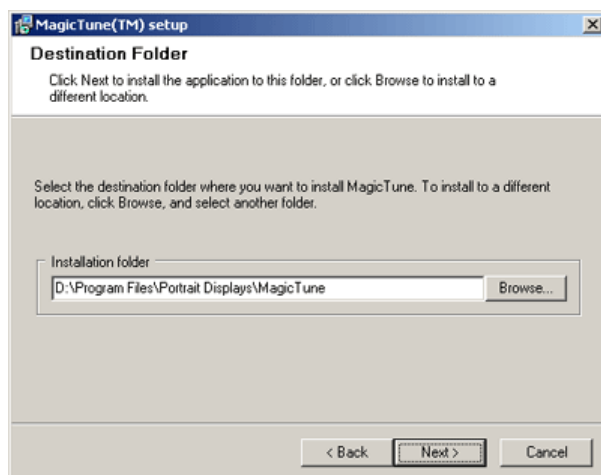 MagicTune(TM) setup
Destination Folder
Click Next to install the application to this folder, or click Browse to install to a
different location.
Select the destination folder where you want to install MagicTune. To install to a different
location, click Browse, and select another folder.
Installation folder
D:\Program Files\Portrait Displays\MagicTune
Browse...
< Back
Next >
Cancel